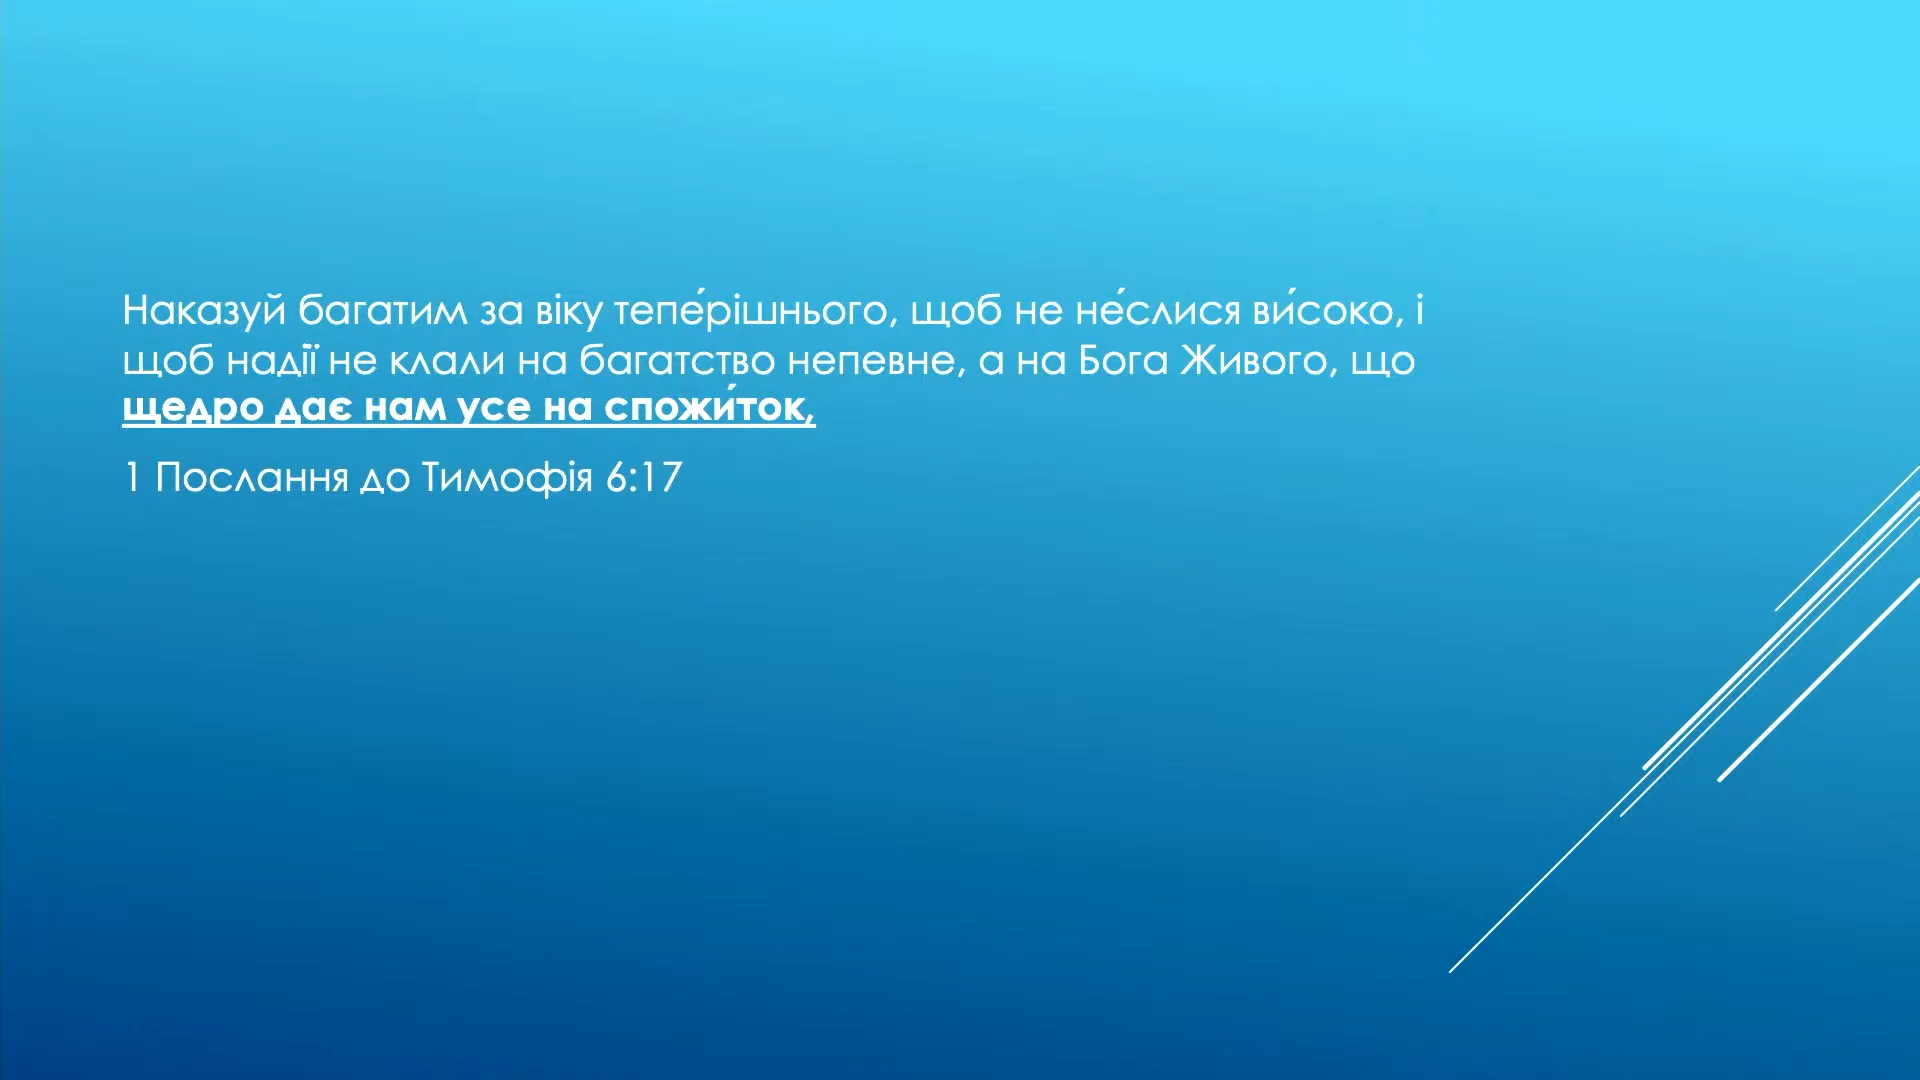 Наказуй багатим за віку тепе́рішнього, щоб не не́слися ви́соко, і
щоб надії не клали на багатство непевне, а на Бога Живого, що
щедро дає нам усе на спожи́ток,
1 Послання до Тимофія 6:17